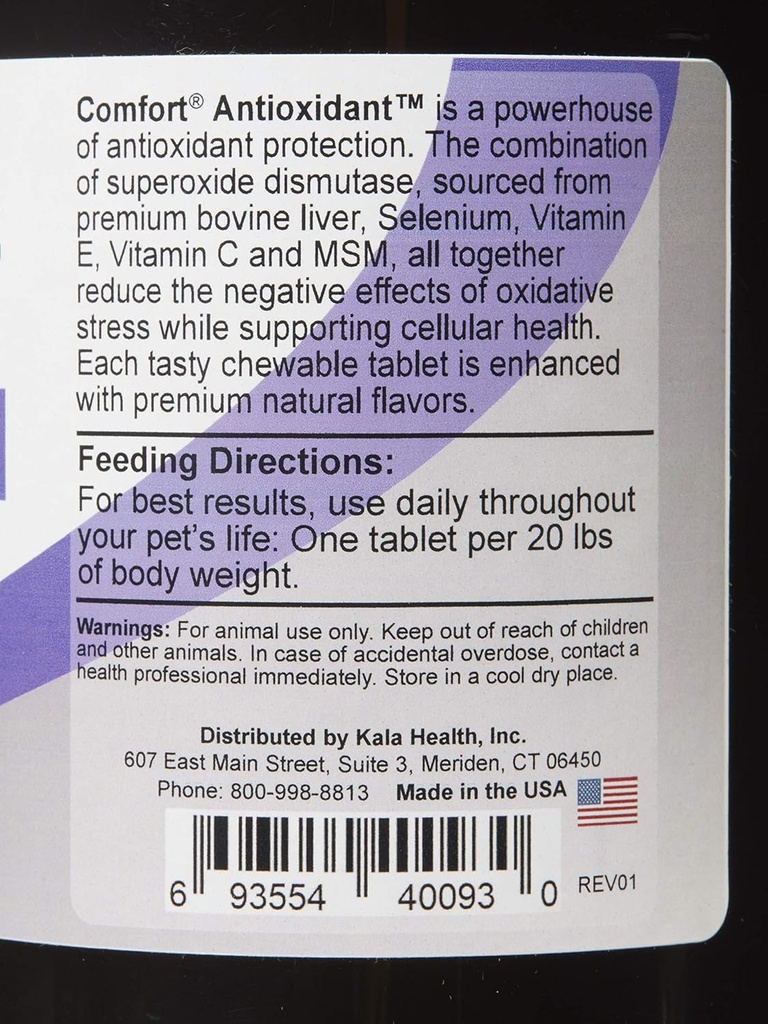 Comfort® Antioxidant™ is a powerhouse
of antioxidant protection. The combination
of superoxide dismutase, sourced from
premium bovine liver, Selenium, Vitamin
E, Vitamin C and MSM, all together
reduce the negative effects of oxidative
stress while supporting cellular health.
Each tasty chewable tablet is enhanced
with premium natural flavors.
Feeding Directions:
For best results, use daily throughout
your pet's life: One tablet per 20 lbs
of body weight.
Warnings: For animal use only. Keep out of reach of children
and other animals. In case of accidental overdose, contact a
health professional immediately. Store in a cool dry place.
Distributed by Kala Health, Inc.
607 East Main Street, Suite 3, Meriden, CT 06450
Phone: 800-998-8813 Made in the USA
6 93554 40093 0 REV01